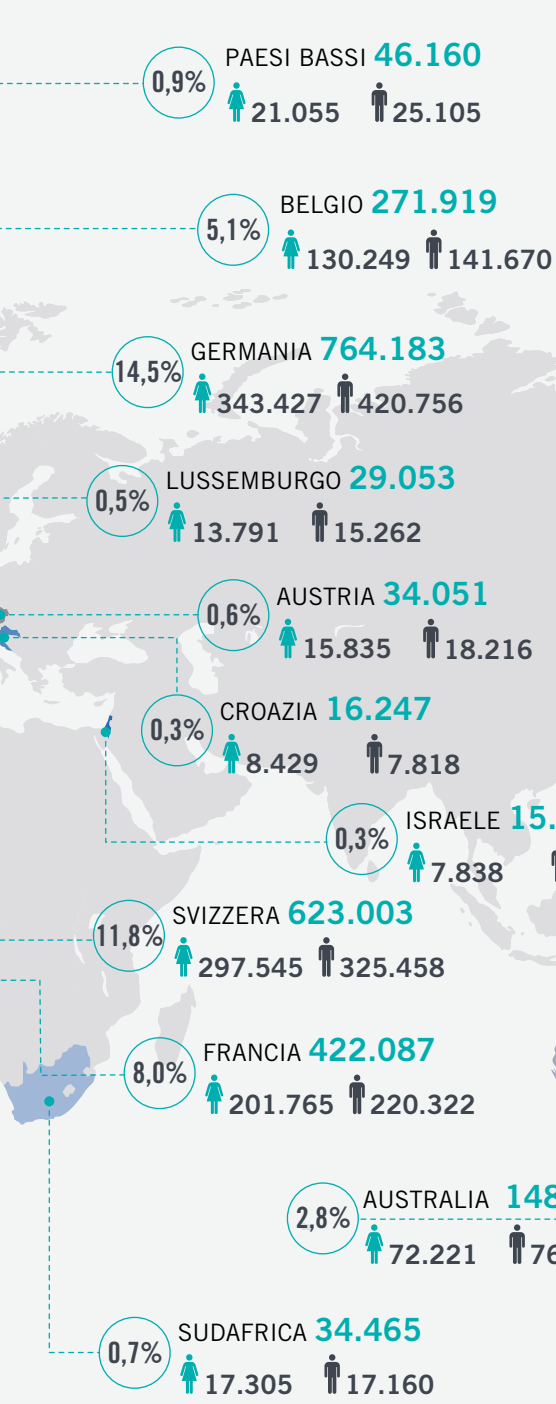 0,9%
PAESI BASSI 46.160
21.055 25.105
5,1%
BELGIO 271.919
130.249 141.670
14,5%
GERMANIA 764.183
343.427 420.756
0,5%
LUSSEMBURGO 29.053
13.791 15.262
0,6%
AUSTRIA 34.051
15.835 18.216
0,3%
CROAZIA 16.247
8.429 7.818
0,3%
ISRAELE 15.
7.838
11,8%
SVIZZERA 623.003
297.545 325.458
8,0%
FRANCIA 422.087
201.765 220.322
2,8%
AUSTRALIA 148
72.221 76
0,7%
SUDAFRICA 34.465
17.305 17.160